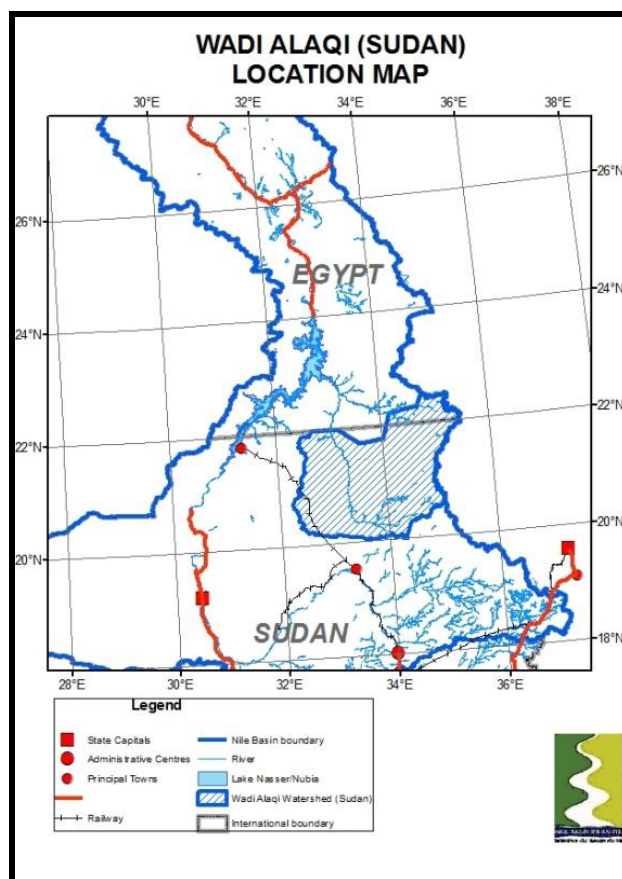 WADI ALAQI (SUDAN)
LOCATION MAP
30°E 32°E 34°E 36°E 38°E
26°N 26°N
24°N 24°N
22°N 22°N
20°N 20°N
18°N
EGYPT
SUDAN
28°E 30°E 32°E 34°E 36°E
Legend
State Capitals
Administrative Centres
Principal Towns
Railway
Nile Basin boundary
River
Lake Nasser/Nubia
Wadi Alaqi Watershed (Sudan)
International boundary